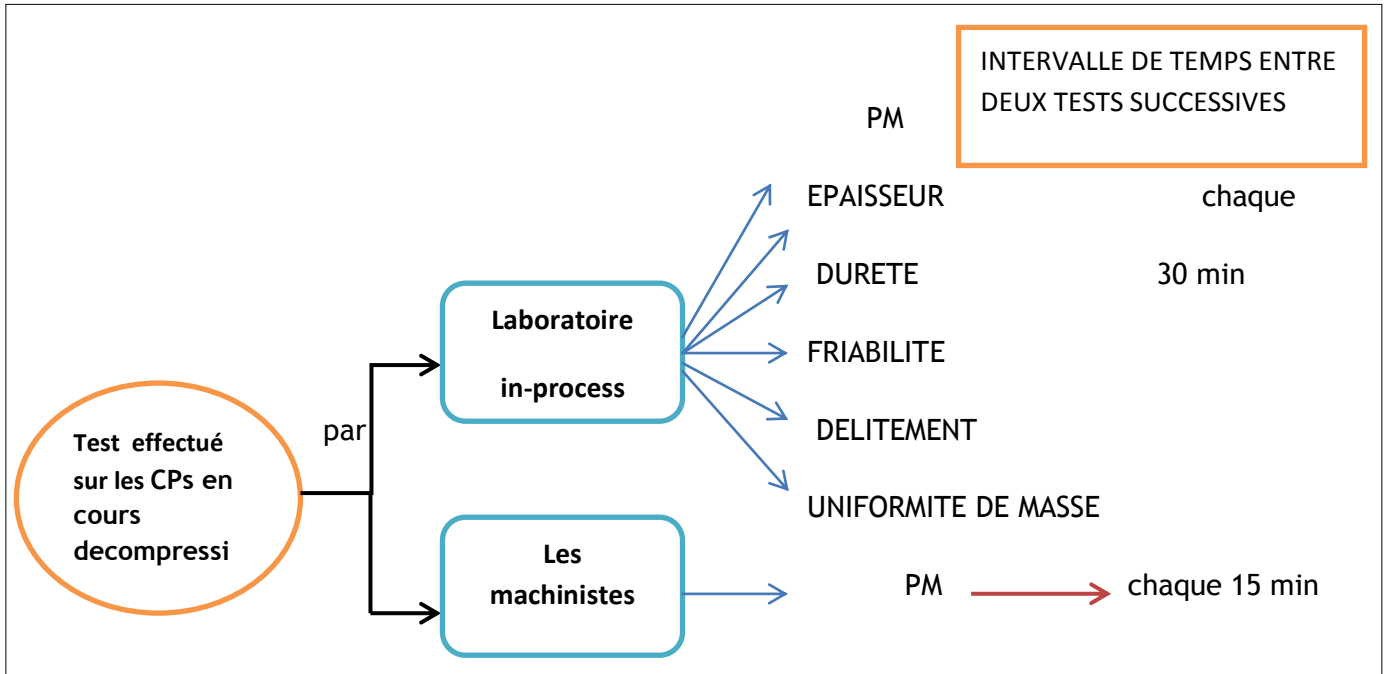 INTERVALLE DE TEMPS ENTRE
DEUX TESTS SUCCESSIVES
PM
EPAISSEUR chaque
DURETE 30 min
Laboratoire
in-process
FRIABILITE
par
DELITEMENT
Test effectué
sur les CPs en
cours
decompressi
UNIFORMITE DE MASSE
Les
machinistes
PM chaque 15 min